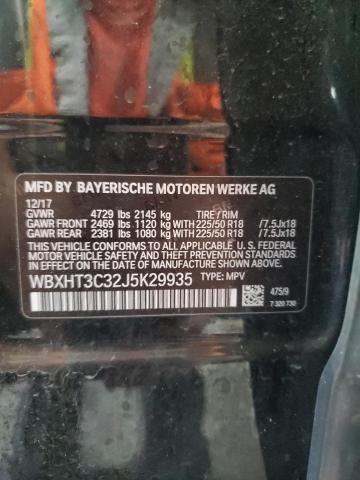 MFD BY BAYERISCHE MOTOREN WERKE AG
12/17
GVWR 4729 lbs 2145 kg TIRE / RIM
GAWR FRONT 2469 lbs 1120 kg WITH 225/50 R18 /7.5Jx18
GAWR REAR 2381 lbs 1080 kg WITH 225/50 R18 /7.5Jx18
THIS VEHICLE CONFORMS TO ALL APPLICABLE
U.S. FEDERAL MOTOR VEHICLE SAFETY STANDARDS
IN EFFECT ON THE DATE OF MANUFACTURE SHOWN ABOVE.
WBXHT3C32J5K29935 TYPE: MPV
475/9
7 320 730